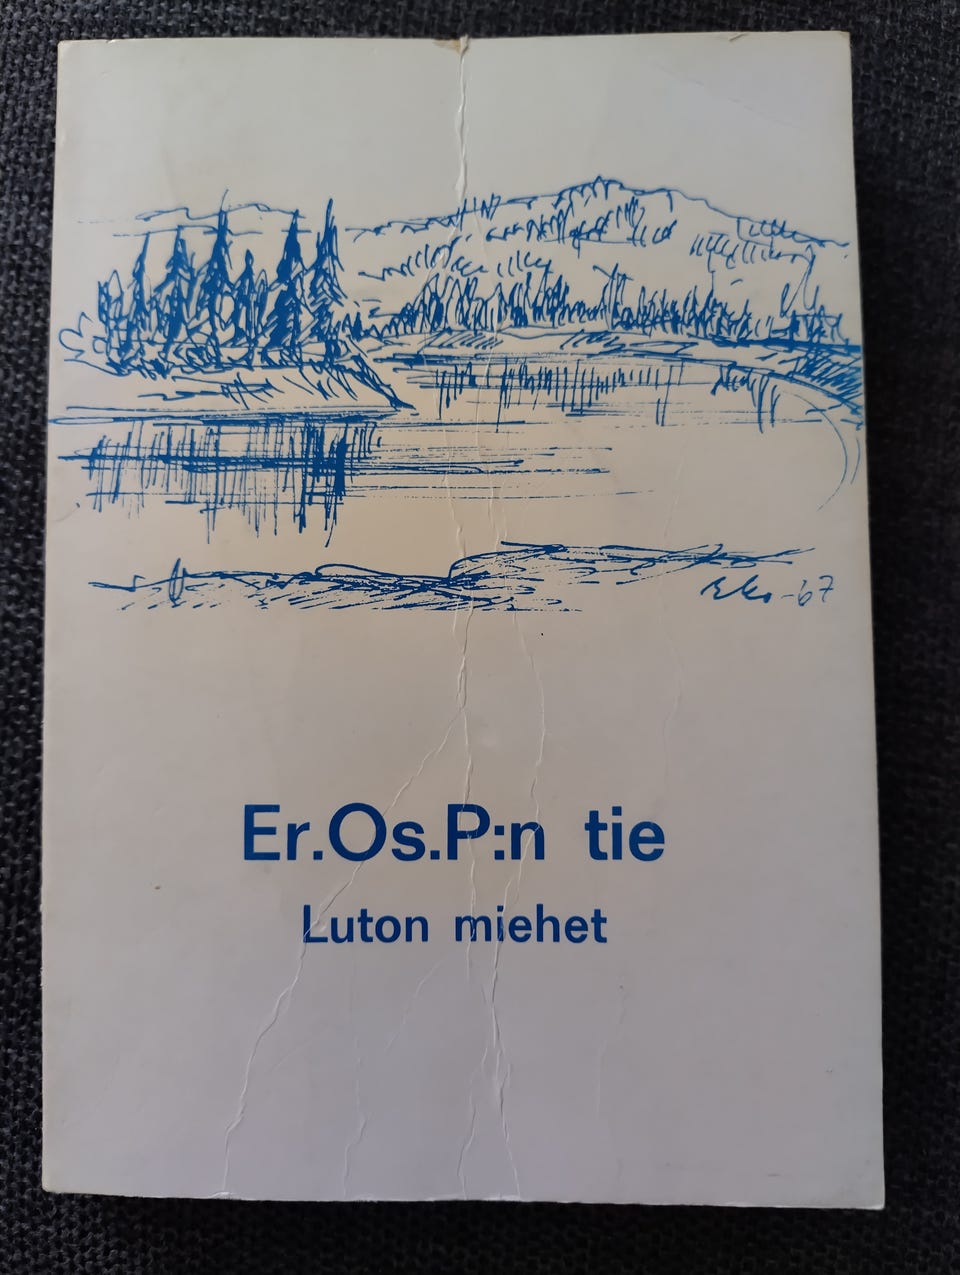 -67
Er.Os.P:n tie
Luton miehet